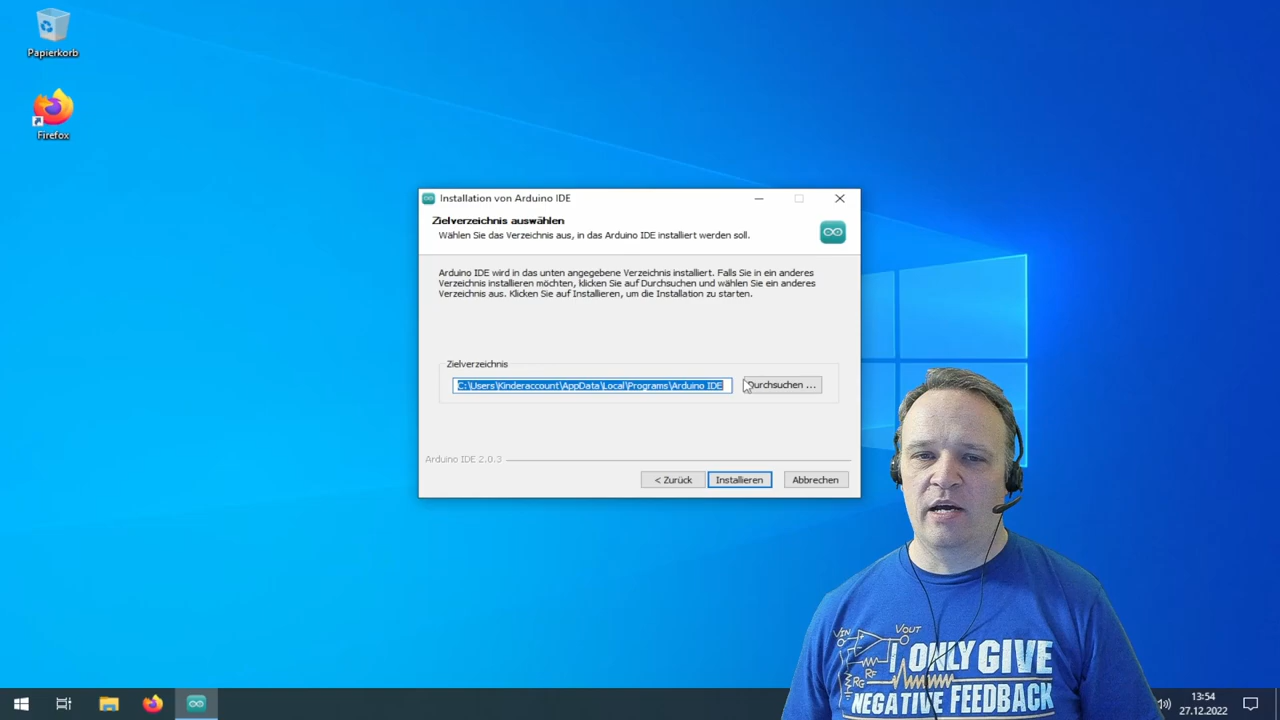 Papierkorb
Firefox
Installation von Arduino IDE
Zielverzeichnis auswählen
Wählen Sie das Verzeichnis aus, in das Arduino IDE installiert werden soll.
Arduino IDE wird in das unten angegebene Verzeichnis installiert. Falls Sie in ein anderes
Verzeichnis installieren möchten, klicken Sie auf Durchsuchen und wählen Sie ein anderes
Verzeichnis aus. Klicken Sie auf Installieren, um die Installation zu starten.
Zielverzeichnis
C:\Users\Kinderaccount\AppData\Local\Programs\Arduino IDE
Durchsuchen ...
Arduino IDE 2.0.3
< Zurück
Installieren
Abbrechen
VIN
VOUT
RF
RG
I ONLY GIVE
NEGATIVE FEEDBACK
13:54
27.12.2022